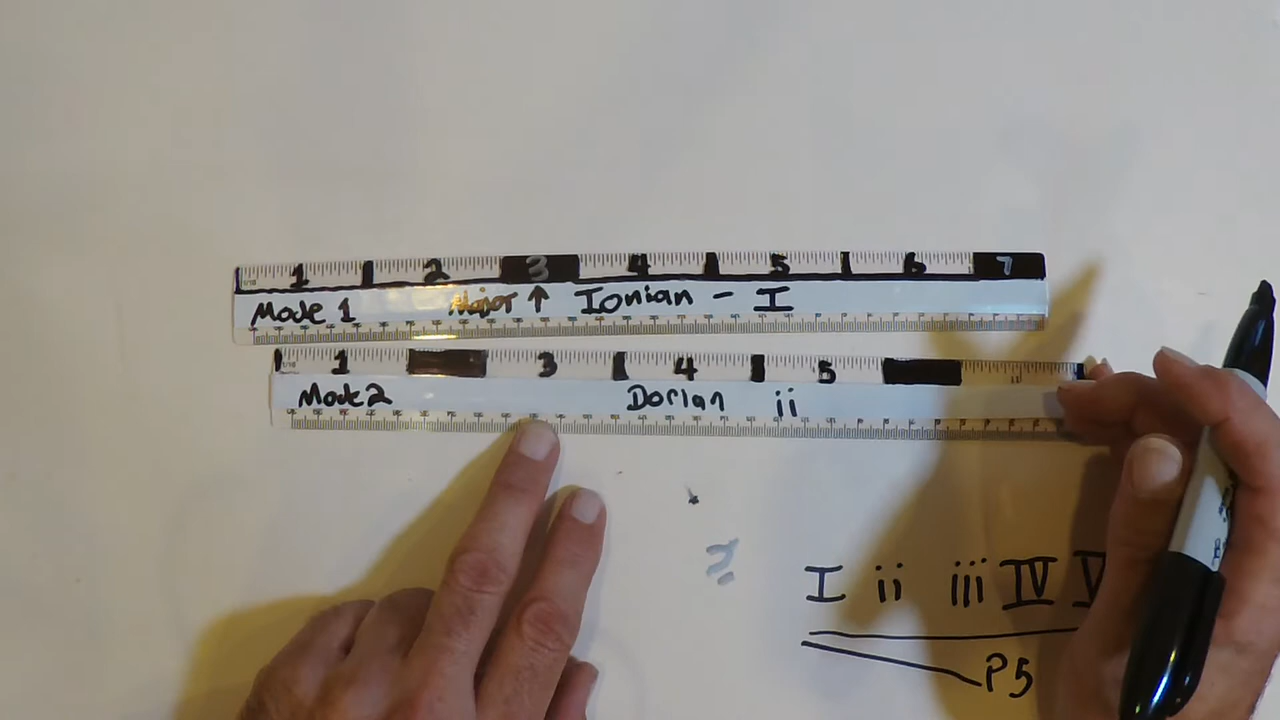 1 2 3 4 5 6 7
Mode 1 Major ↑ Ionian - I
1 3 4 5
Mode 2 Dorian ii
I ii iii IV V
P5